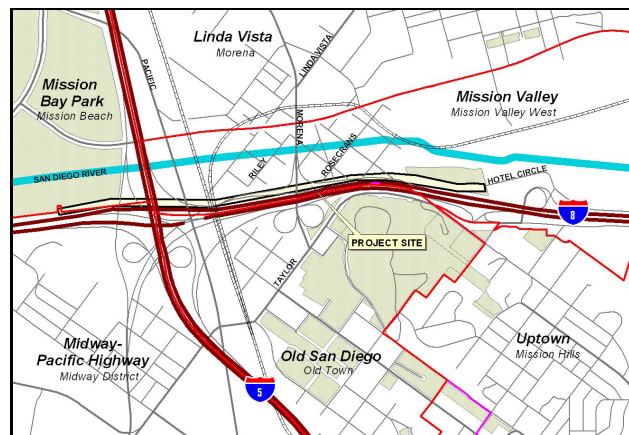 Linda Vista
Morena
PACIFIC
LINDA VISTA
Mission
Bay Park
Mission Beach
Mission Valley
Mission Valley West
MORENA
SAN DIEGO RIVER
RILEY
ROSECRANS
HOTEL CIRCLE
8
PROJECT SITE
TAYLOR
Midway-
Pacific Highway
Midway District
Old San Diego
Old Town
Uptown
Mission Hills
5